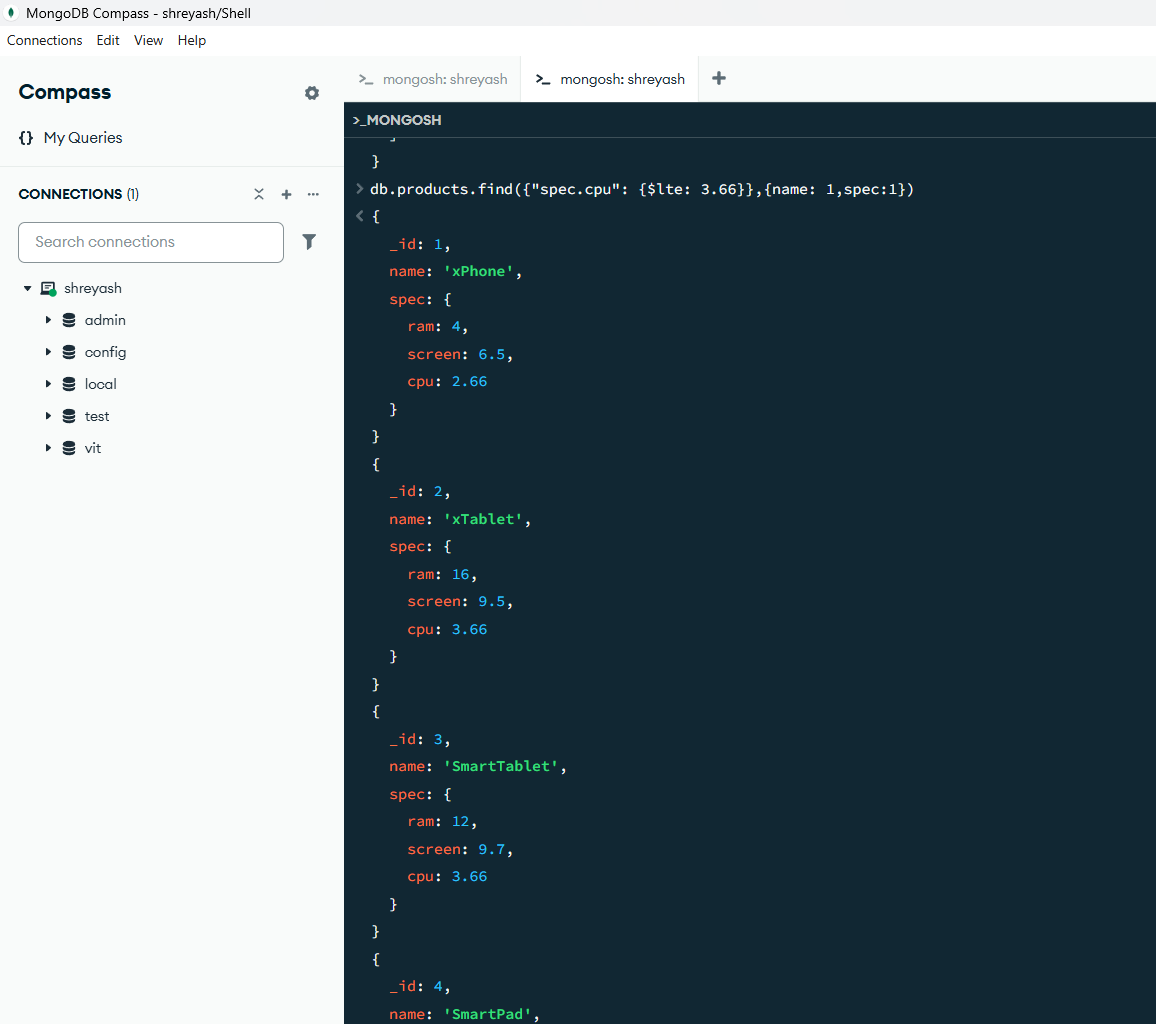 MongoDB Compass - shreyash/Shell
Connections Edit View Help
Compass
{} My Queries
CONNECTIONS (1)
Search connections
shreyash
admin
config
local
test
vit
>_ mongosh: shreyash
>_ mongosh: shreyash
>_MONGOSH
}
> db.products.find({"spec.cpu": {$lte: 3.66}},{name: 1,spec:1})
< {
_id: 1,
name: 'xPhone',
spec: {
ram: 4,
screen: 6.5,
cpu: 2.66
}
}
{
_id: 2,
name: 'xTablet',
spec: {
ram: 16,
screen: 9.5,
cpu: 3.66
}
}
{
_id: 3,
name: 'SmartTablet',
spec: {
ram: 12,
screen: 9.7,
cpu: 3.66
}
}
{
_id: 4,
name: 'SmartPad',